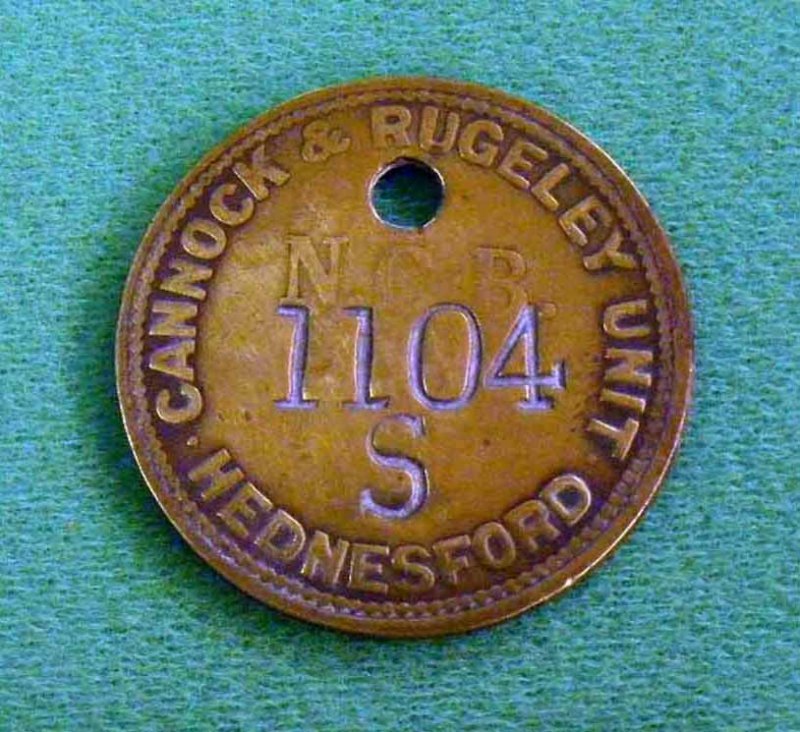 CANNOCK & RUGELEY UNIT
N.C.B.
1104
S
HEDNESFORD